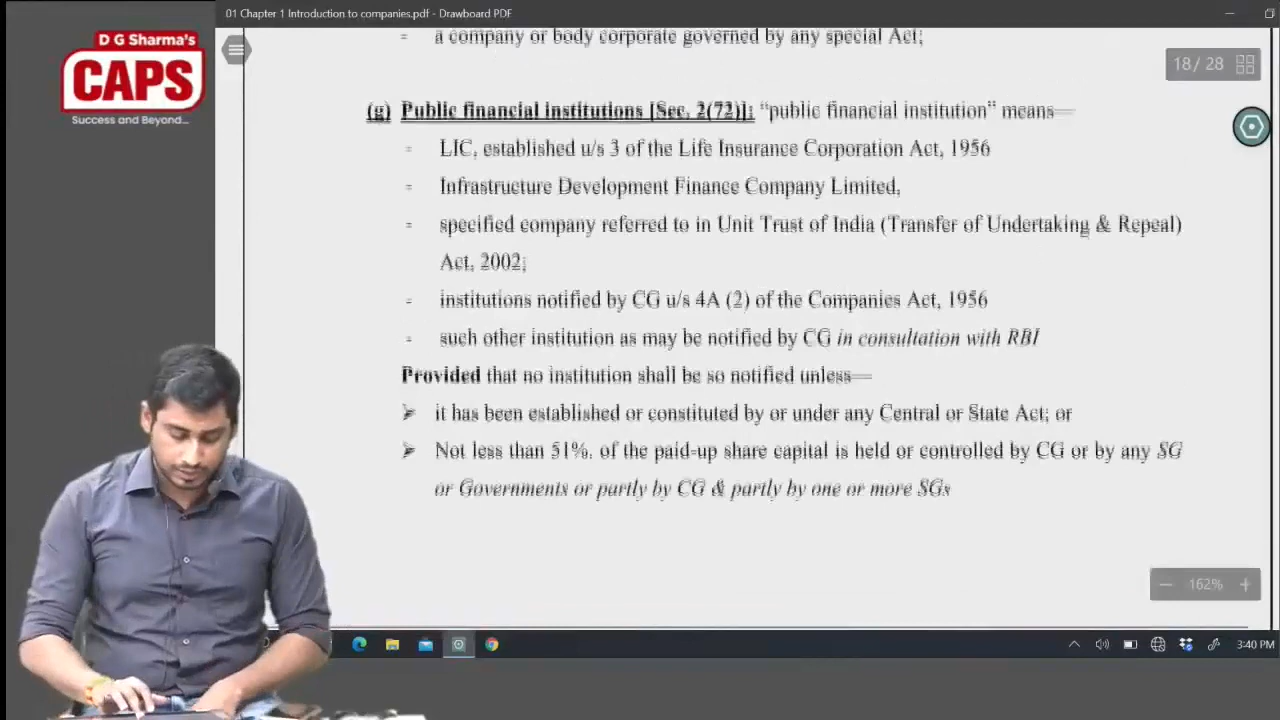 01 Chapter 1 Introduction to companies.pdf - Drawboard PDF
D G Sharma's
CAPS
Success and Beyond...
18 / 28
- a company or body corporate governed by any special Act;
(g) Public financial institutions [Sec. 2(72)]: “public financial institution” means—
- LIC, established u/s 3 of the Life Insurance Corporation Act, 1956
- Infrastructure Development Finance Company Limited,
- specified company referred to in Unit Trust of India (Transfer of Undertaking & Repeal)
Act, 2002;
- institutions notified by CG u/s 4A (2) of the Companies Act, 1956
- such other institution as may be notified by CG in consultation with RBI
Provided that no institution shall be so notified unless—
➢ it has been established or constituted by or under any Central or State Act; or
➢ Not less than 51%. of the paid-up share capital is held or controlled by CG or by any SG
or Governments or partly by CG & partly by one or more SGs
162%
3:40 PM